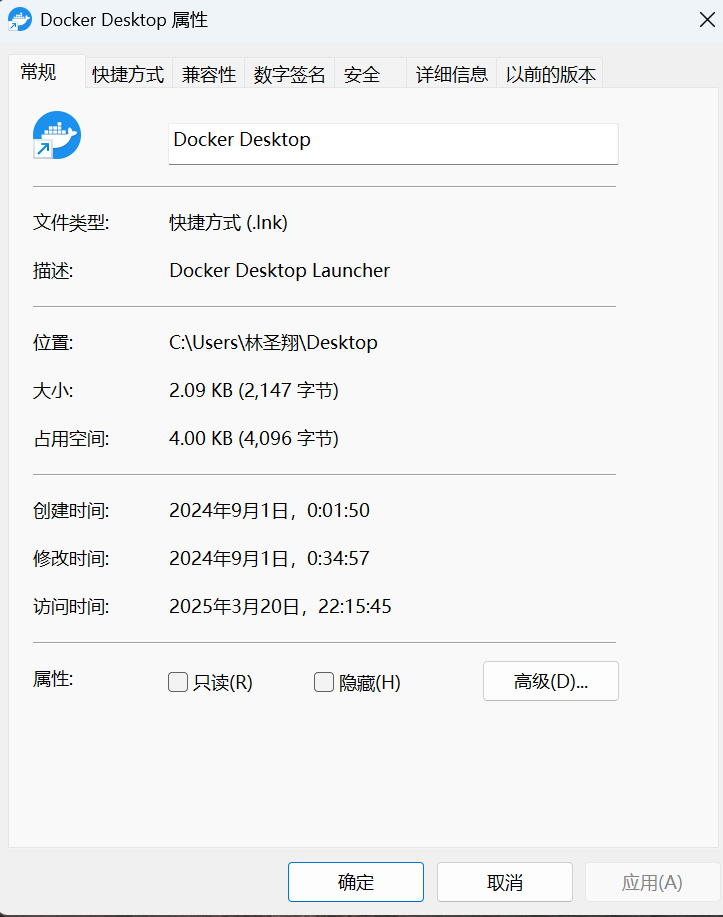 Docker Desktop 属性
常规 快捷方式 兼容性 数字签名 安全 详细信息 以前的版本
Docker Desktop
文件类型: 快捷方式 (.lnk)
描述: Docker Desktop Launcher
位置: C:\Users\林圣翔\Desktop
大小: 2.09 KB (2,147 字节)
占用空间: 4.00 KB (4,096 字节)
创建时间: 2024年9月1日，0:01:50
修改时间: 2024年9月1日，0:34:57
访问时间: 2025年3月20日，22:15:45
属性: 只读(R) 隐藏(H) 高级(D)...
确定 取消 应用(A)